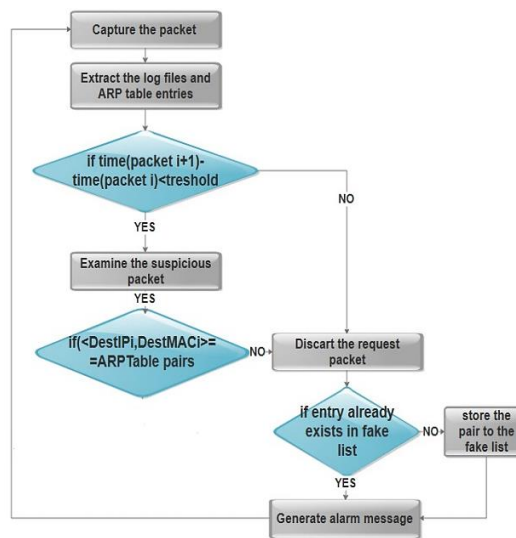 Capture the packet
Extract the log files and
ARP table entries
if time(packet i+1)-
time(packet i)<treshold
NO
YES
Examine the suspicious
packet
YES
if(<DestIPi,DestMACi>=
=ARPTable pairs
NO
Discart the request
packet
if entry already
exists in fake
list
NO
store the
pair to the
fake list
YES
Generate alarm message